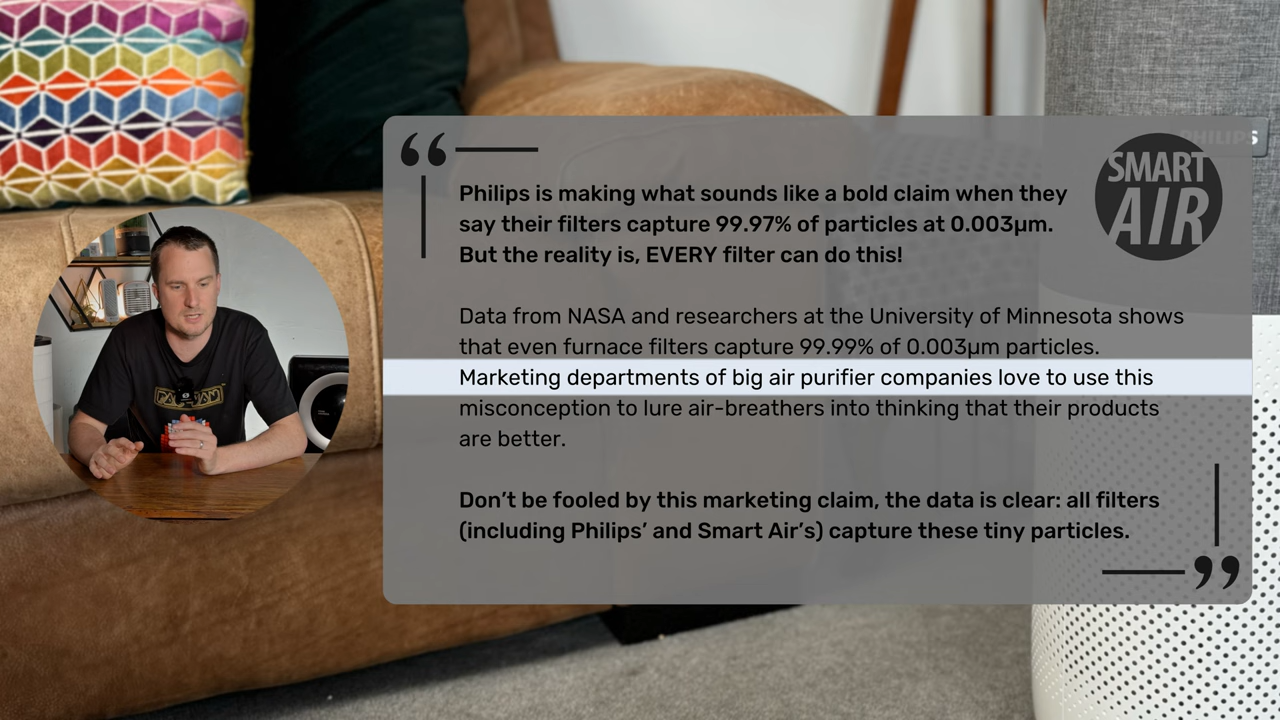 PHILIPS
SMART
AIR
“
Philips is making what sounds like a bold claim when they
say their filters capture 99.97% of particles at 0.003µm.
But the reality is, EVERY filter can do this!
Data from NASA and researchers at the University of Minnesota shows
that even furnace filters capture 99.99% of 0.003µm particles.
Marketing departments of big air purifier companies love to use this
misconception to lure air-breathers into thinking that their products
are better.
Don’t be fooled by this marketing claim, the data is clear: all filters
(including Philips’ and Smart Air’s) capture these tiny particles.
”